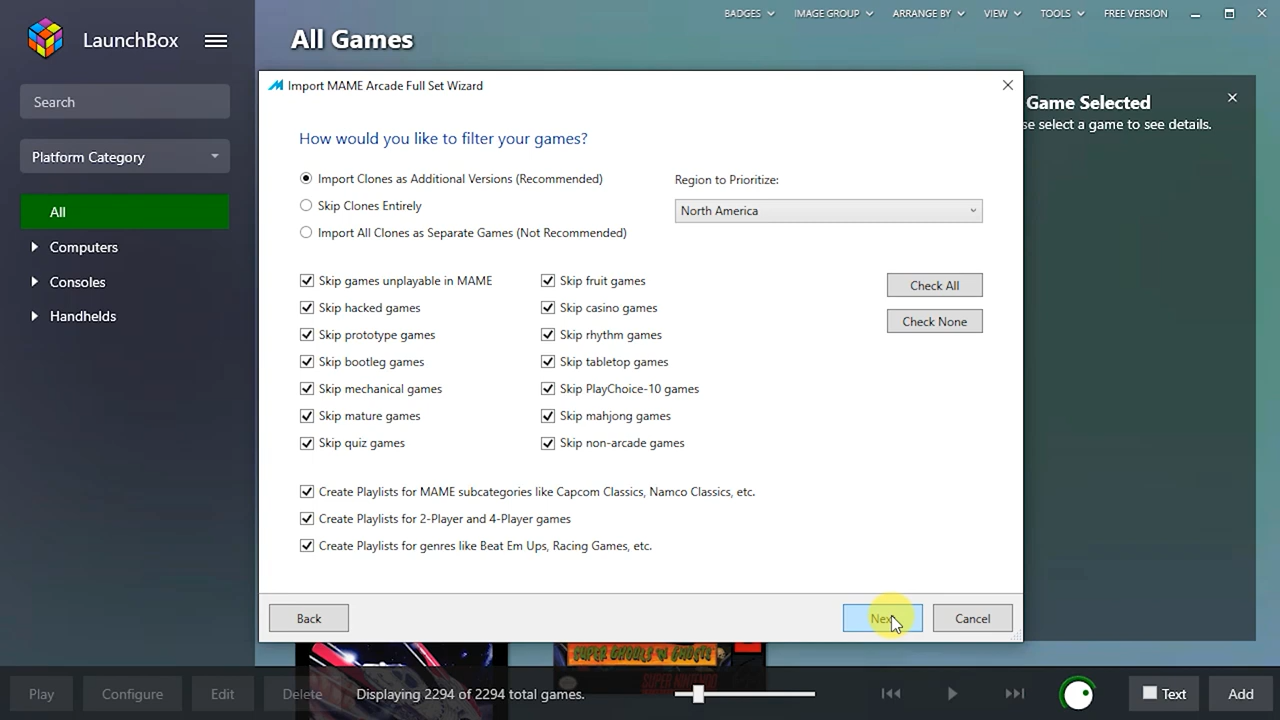 BADGES IMAGE GROUP ARRANGE BY VIEW TOOLS FREE VERSION
LaunchBox
All Games
Search
Platform Category
All
Computers
Consoles
Handhelds
Import MAME Arcade Full Set Wizard
How would you like to filter your games?
Import Clones as Additional Versions (Recommended)
Skip Clones Entirely
Import All Clones as Separate Games (Not Recommended)
Region to Prioritize:
North America
Skip games unplayable in MAME
Skip hacked games
Skip prototype games
Skip bootleg games
Skip mechanical games
Skip mature games
Skip quiz games
Skip fruit games
Skip casino games
Skip rhythm games
Skip tabletop games
Skip PlayChoice-10 games
Skip mahjong games
Skip non-arcade games
Check All
Check None
Create Playlists for MAME subcategories like Capcom Classics, Namco Classics, etc.
Create Playlists for 2-Player and 4-Player games
Create Playlists for genres like Beat Em Ups, Racing Games, etc.
Back Next Cancel
Game Selected
se select a game to see details.
SUPER GHOULS 'N GHOSTS
Play Configure Edit Delete Displaying 2294 of 2294 total games. Text Add